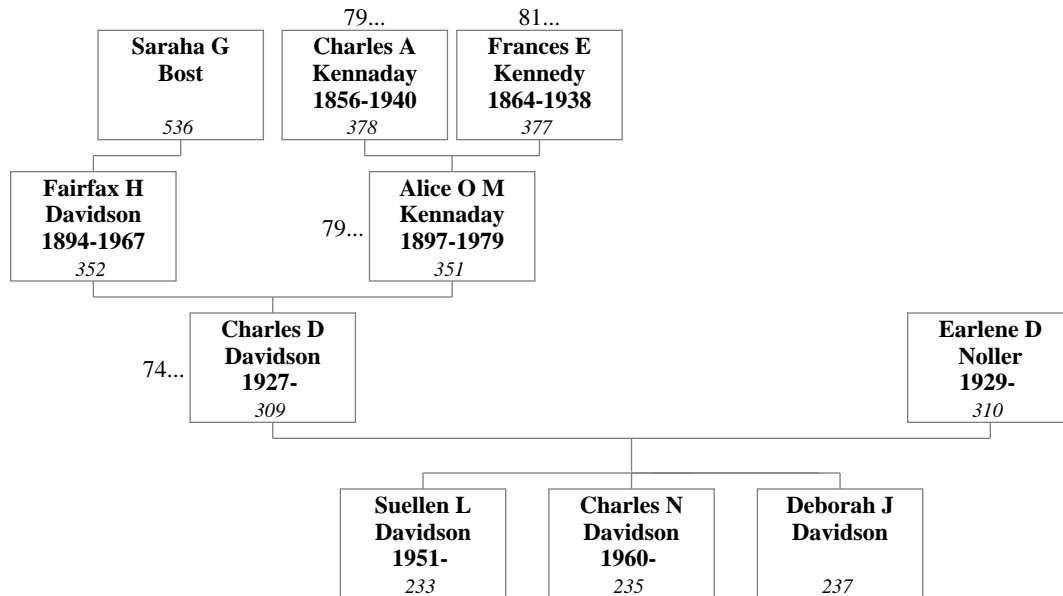 79...
81...
Saraha G
Bost
536
Charles A
Kennaday
1856-1940
378
Frances E
Kennedy
1864-1938
377
Fairfax H
Davidson
1894-1967
352
79...
Alice O M
Kennaday
1897-1979
351
74...
Charles D
Davidson
1927-
309
Earlene D
Noller
1929-
310
Suellen L
Davidson
1951-
233
Charles N
Davidson
1960-
235
Deborah J
Davidson
237